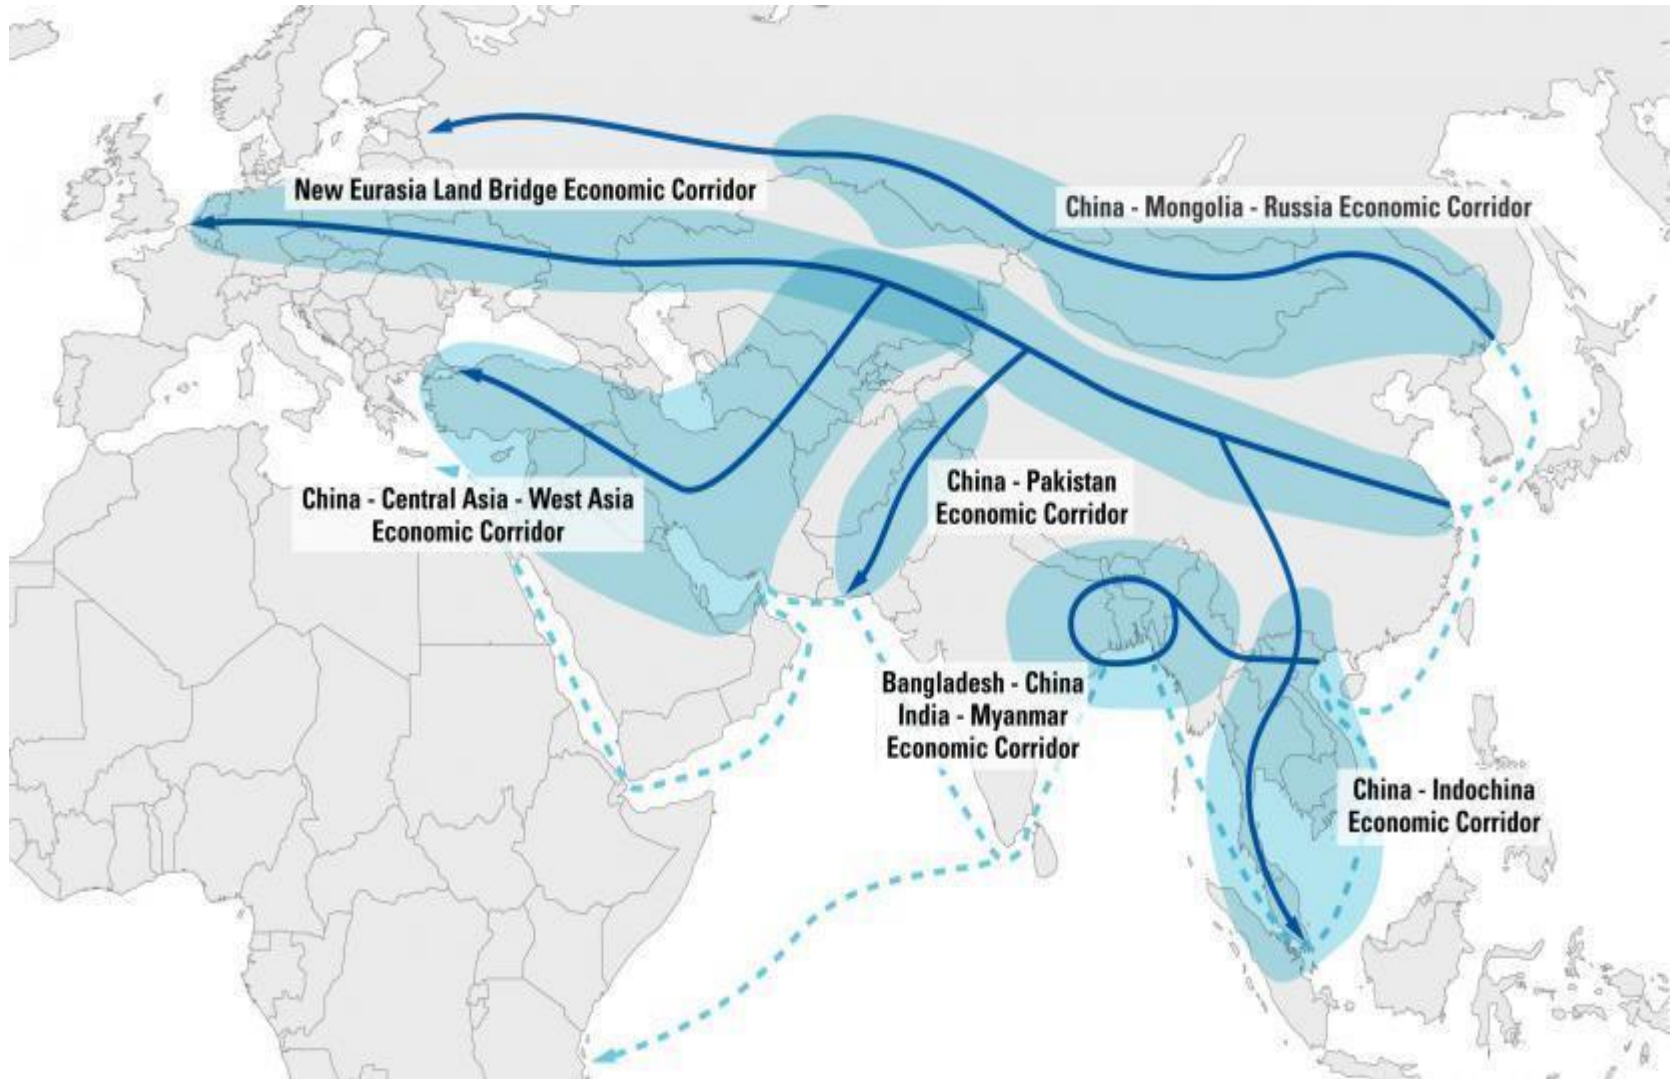 New Eurasia Land Bridge Economic Corridor
China - Mongolia - Russia Economic Corridor
China - Central Asia - West Asia
Economic Corridor
China - Pakistan
Economic Corridor
Bangladesh - China
India - Myanmar
Economic Corridor
China - Indochina
Economic Corridor